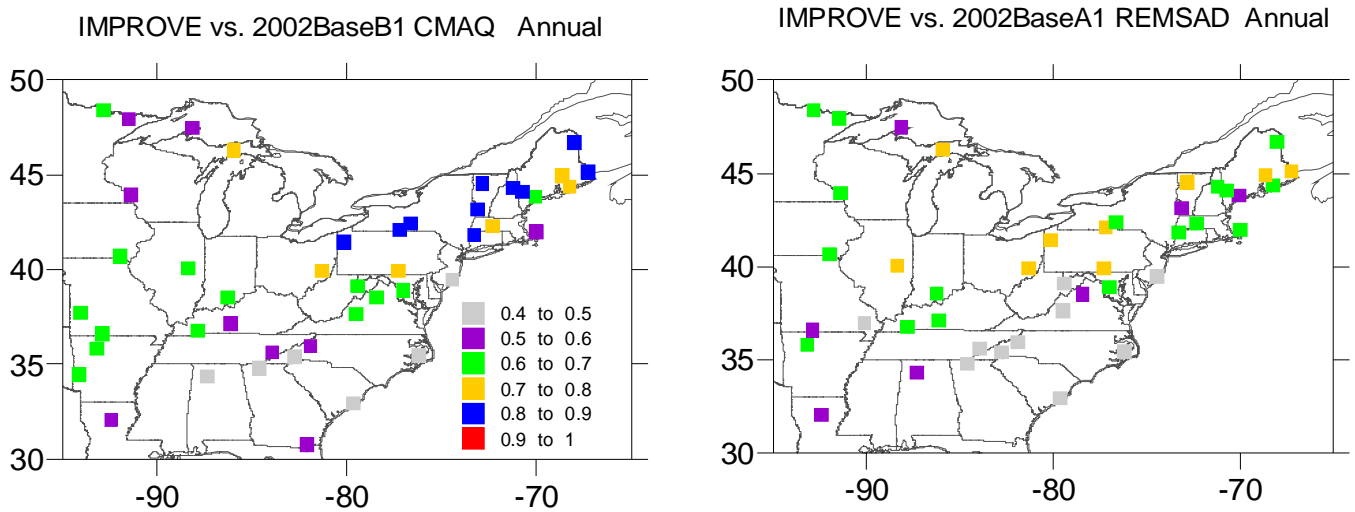 IMPROVE vs. 2002BaseB1 CMAQ Annual
50
45
40
35
30
-90
-80
-70
0.4 to 0.5
0.5 to 0.6
0.6 to 0.7
0.7 to 0.8
0.8 to 0.9
0.9 to 1
IMPROVE vs. 2002BaseA1 REMSAD Annual
50
45
40
35
30
-90
-80
-70